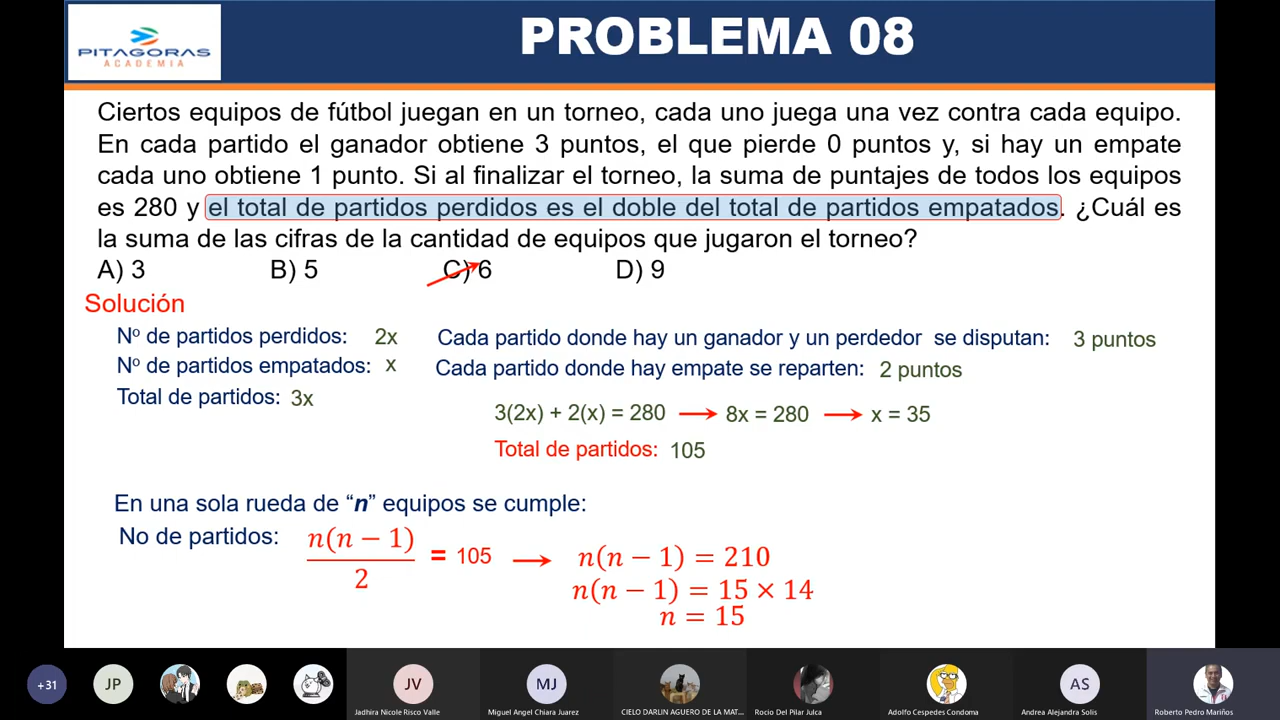 PITAGORAS
ACADEMIA
PROBLEMA 08
Ciertos equipos de fútbol juegan en un torneo, cada uno juega una vez contra cada equipo.
En cada partido el ganador obtiene 3 puntos, el que pierde 0 puntos y, si hay un empate
cada uno obtiene 1 punto. Si al finalizar el torneo, la suma de puntajes de todos los equipos
es 280 y el total de partidos perdidos es el doble del total de partidos empatados. ¿Cuál es
la suma de las cifras de la cantidad de equipos que jugaron el torneo?
A) 3 B) 5 C) 6 D) 9
Solución
Nº de partidos perdidos: 2x
Nº de partidos empatados: x
Total de partidos: 3x
Cada partido donde hay un ganador y un perdedor se disputan: 3 puntos
Cada partido donde hay empate se reparten: 2 puntos
3(2x) + 2(x) = 280 → 8x = 280 → x = 35
Total de partidos: 105
En una sola rueda de “n” equipos se cumple:
No de partidos: n(n − 1) / 2 = 105 → n(n − 1) = 210
n(n − 1) = 15 × 14
n = 15
+31
JP
JV
MJ
AS
Jadhira Nicole Risco Valle
Miguel Angel Chiara Juarez
CIELO DARLIN AGUERO DE LA MAT...
Rocio Del Pilar Julca
Adolfo Cespedes Condoma
Andrea Alejandra Solis
Roberto Pedro Mariños